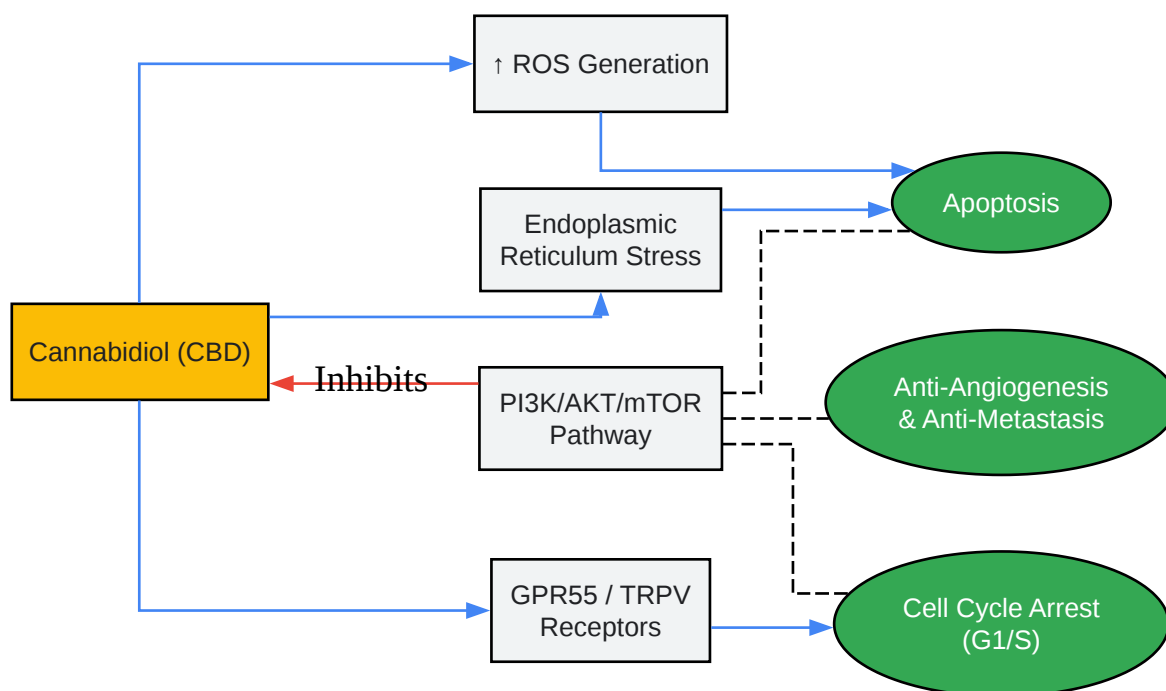 ↑ ROS Generation
Apoptosis
Endoplasmic
Reticulum Stress
Cannabidiol (CBD)
Inhibits
PI3K/AKT/mTOR
Pathway
Anti-Angiogenesis
& Anti-Metastasis
GPR55 / TRPV
Receptors
Cell Cycle Arrest
(G1/S)